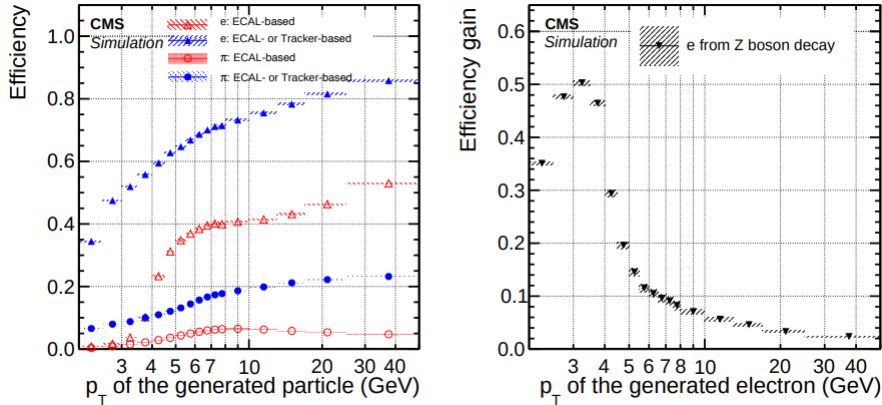 Efficiency
CMS
Simulation
e: ECAL-based
e: ECAL- or Tracker-based
π: ECAL-based
π: ECAL- or Tracker-based
1.0
0.8
0.6
0.4
0.2
0.0
3 4 5 6 7 10 20 30
p_T of the generated particle (GeV)
Efficiency gain
CMS
Simulation
e from Z boson decay
0.6
0.5
0.4
0.3
0.2
0.1
0.0
3 4 5 6 7 8 10 20 30
p_T of the generated electron (GeV)